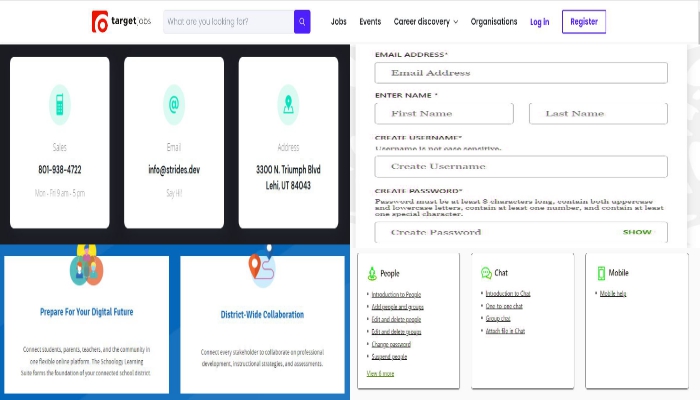 targetjobs
What are you looking for?
Jobs
Events
Career discovery
Organisations
Log in
Register
Sales
801-938-4722
Mon - Fri 9 am - 5 pm
@
Email
info@strides.dev
Say Hi!
Address
3300 N. Triumph Blvd
Lehi, UT 84043
EMAIL ADDRESS*
Email Address
ENTER NAME *
First Name
Last Name
CREATE USERNAME*
Username is not case sensitive.
Create Username
CREATE PASSWORD*
Password must be at least 8 characters long, contain both uppercase
and lowercase letters, contain at least one number, and contain at least
one special character.
Create Password
SHOW
Prepare For Your Digital Future
Connect students, parents, teachers, and the community in
one flexible online platform. The Schoology Learning
Suite forms the foundation of your connected school district.
District-Wide Collaboration
Connect every stakeholder to collaborate on professional
development, instructional strategies, and assessments.
People
Introduction to People
Add people and groups
Edit and delete people
Edit and delete groups
Change password
Suspend people
View 8 more
Chat
Introduction to Chat
One-to-one chat
Group chat
Attach file in Chat
Mobile
Mobile help